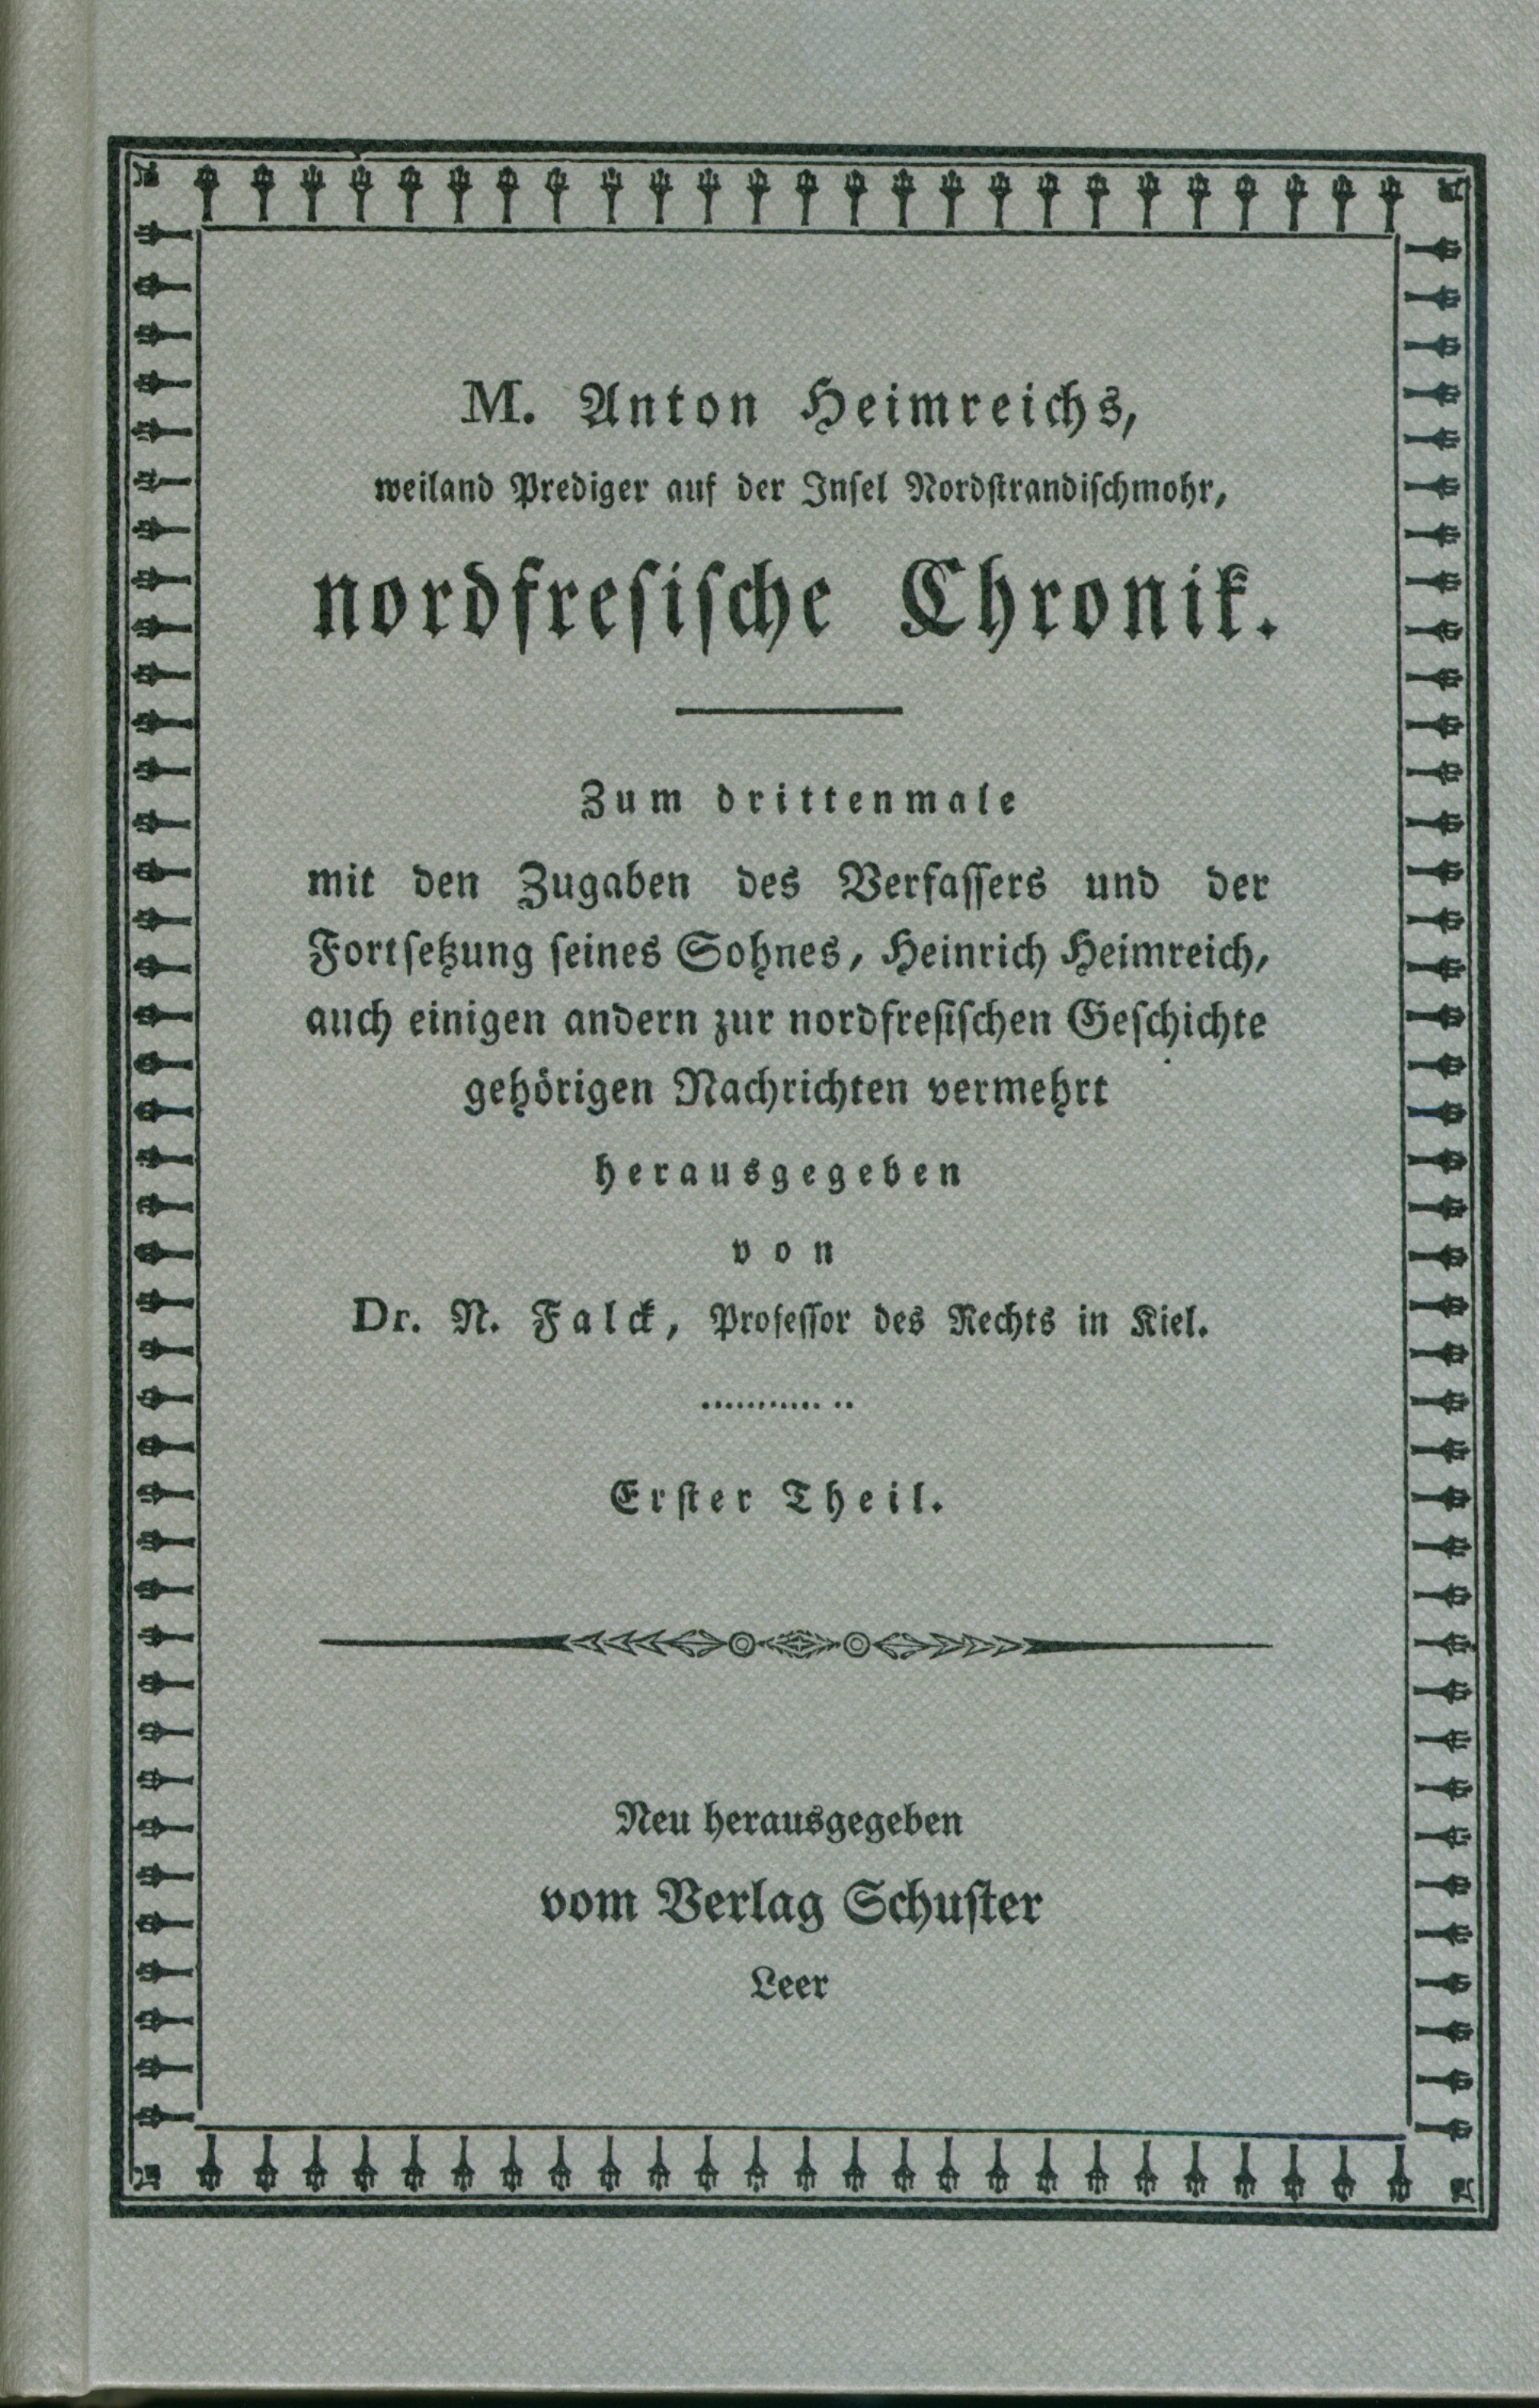 M. Anton Heimreichs,
weiland Prediger auf der Inſel Nordſtrandiſchmohr,
nordfreſiſche Chronik.
Zum drittenmale
mit den Zugaben des Verfaſſers und der
Fortſetzung ſeines Sohnes, Heinrich Heimreich,
auch einigen andern zur nordfreſiſchen Geſchichte
gehörigen Nachrichten vermehrt
herausgegeben
von
Dr. N. Falck, Profeſſor des Rechts in Kiel.
Erſter Theil.
Neu herausgegeben
vom Verlag Schuſter
Leer